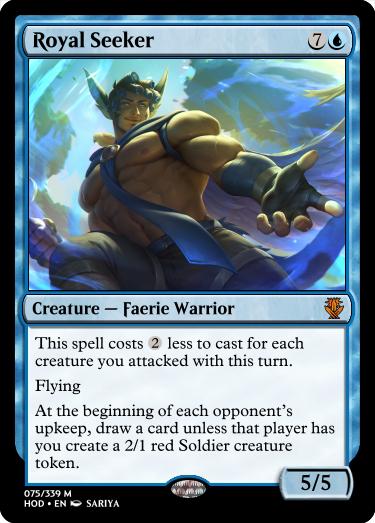 Royal Seeker 7
Creature — Faerie Warrior
This spell costs 2 less to cast for each
creature you attacked with this turn.
Flying
At the beginning of each opponent's
upkeep, draw a card unless that player has
you create a 2/1 red Soldier creature
token.
5/5
075/339 M
HOD • EN SARIYA